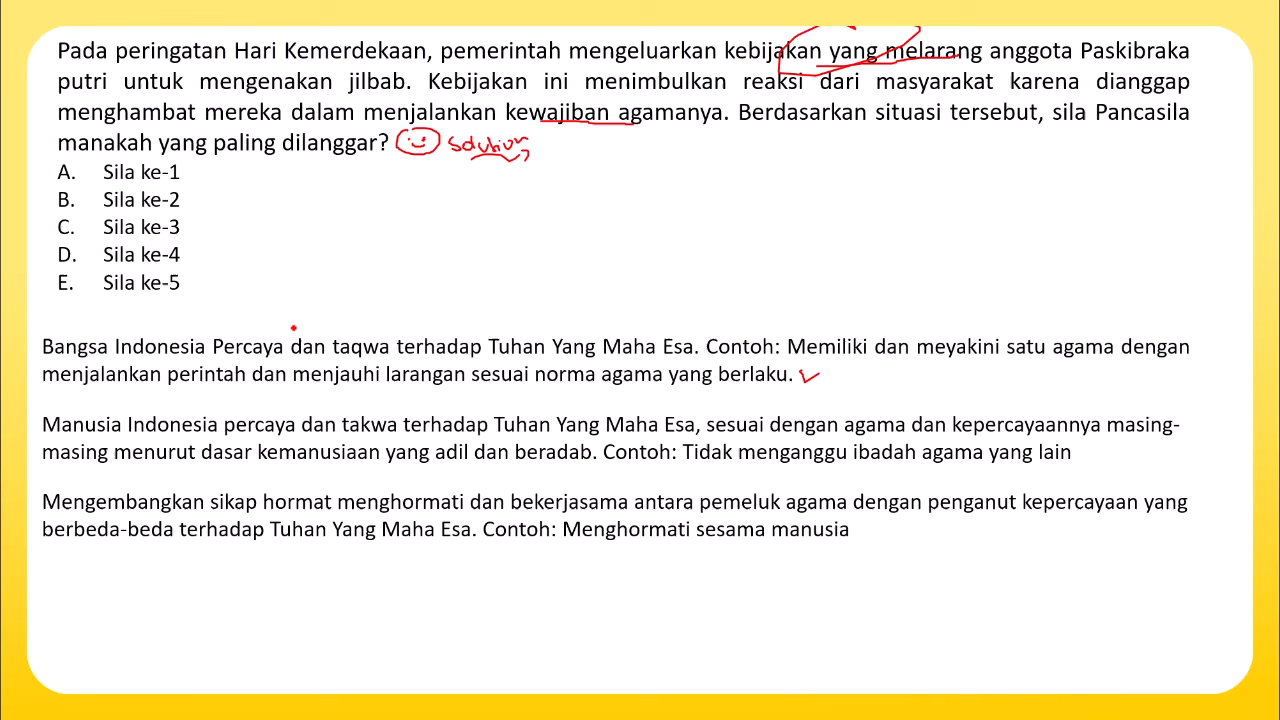 Pada peringatan Hari Kemerdekaan, pemerintah mengeluarkan kebijakan yang melarang anggota Paskibraka
putri untuk mengenakan jilbab. Kebijakan ini menimbulkan reaksi dari masyarakat karena dianggap
menghambat mereka dalam menjalankan kewajiban agamanya. Berdasarkan situasi tersebut, sila Pancasila
manakah yang paling dilanggar? solution
A. Sila ke-1
B. Sila ke-2
C. Sila ke-3
D. Sila ke-4
E. Sila ke-5
Bangsa Indonesia Percaya dan taqwa terhadap Tuhan Yang Maha Esa. Contoh: Memiliki dan meyakini satu agama dengan
menjalankan perintah dan menjauhi larangan sesuai norma agama yang berlaku.
Manusia Indonesia percaya dan takwa terhadap Tuhan Yang Maha Esa, sesuai dengan agama dan kepercayaannya masing-
masing menurut dasar kemanusiaan yang adil dan beradab. Contoh: Tidak menganggu ibadah agama yang lain
Mengembangkan sikap hormat menghormati dan bekerjasama antara pemeluk agama dengan penganut kepercayaan yang
berbeda-beda terhadap Tuhan Yang Maha Esa. Contoh: Menghormati sesama manusia